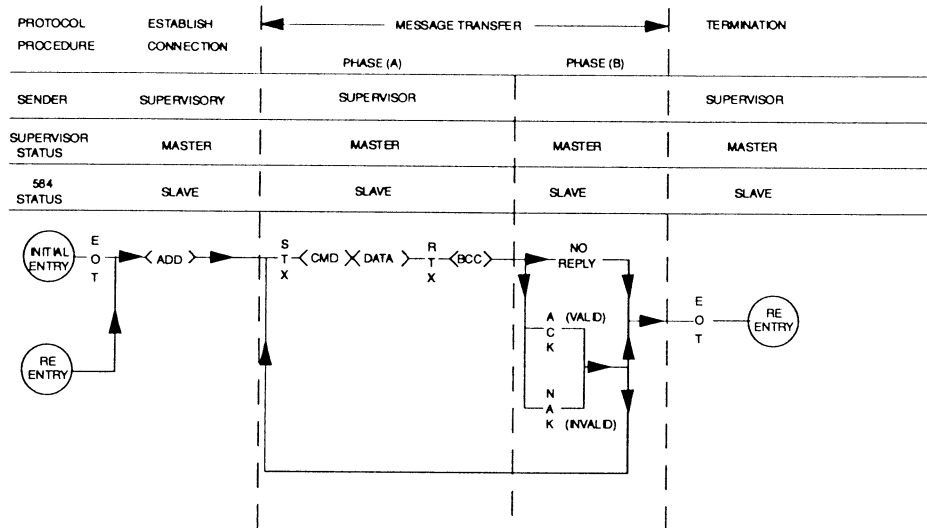 PROTOCOL PROCEDURE ESTABLISH CONNECTION MESSAGE TRANSFER TERMINATION
PHASE (A) PHASE (B)
SENDER SUPERVISORY SUPERVISOR SUPERVISOR
SUPERVISOR STATUS MASTER MASTER MASTER MASTER
584 STATUS SLAVE SLAVE SLAVE SLAVE
INITIAL ENTRY
EOT
<ADD>
STX
<CMD><DATA>
RTX
<BCC>
NO REPLY
ACK (VALID)
NAK (INVALID)
EOT
RE ENTRY
RE ENTRY